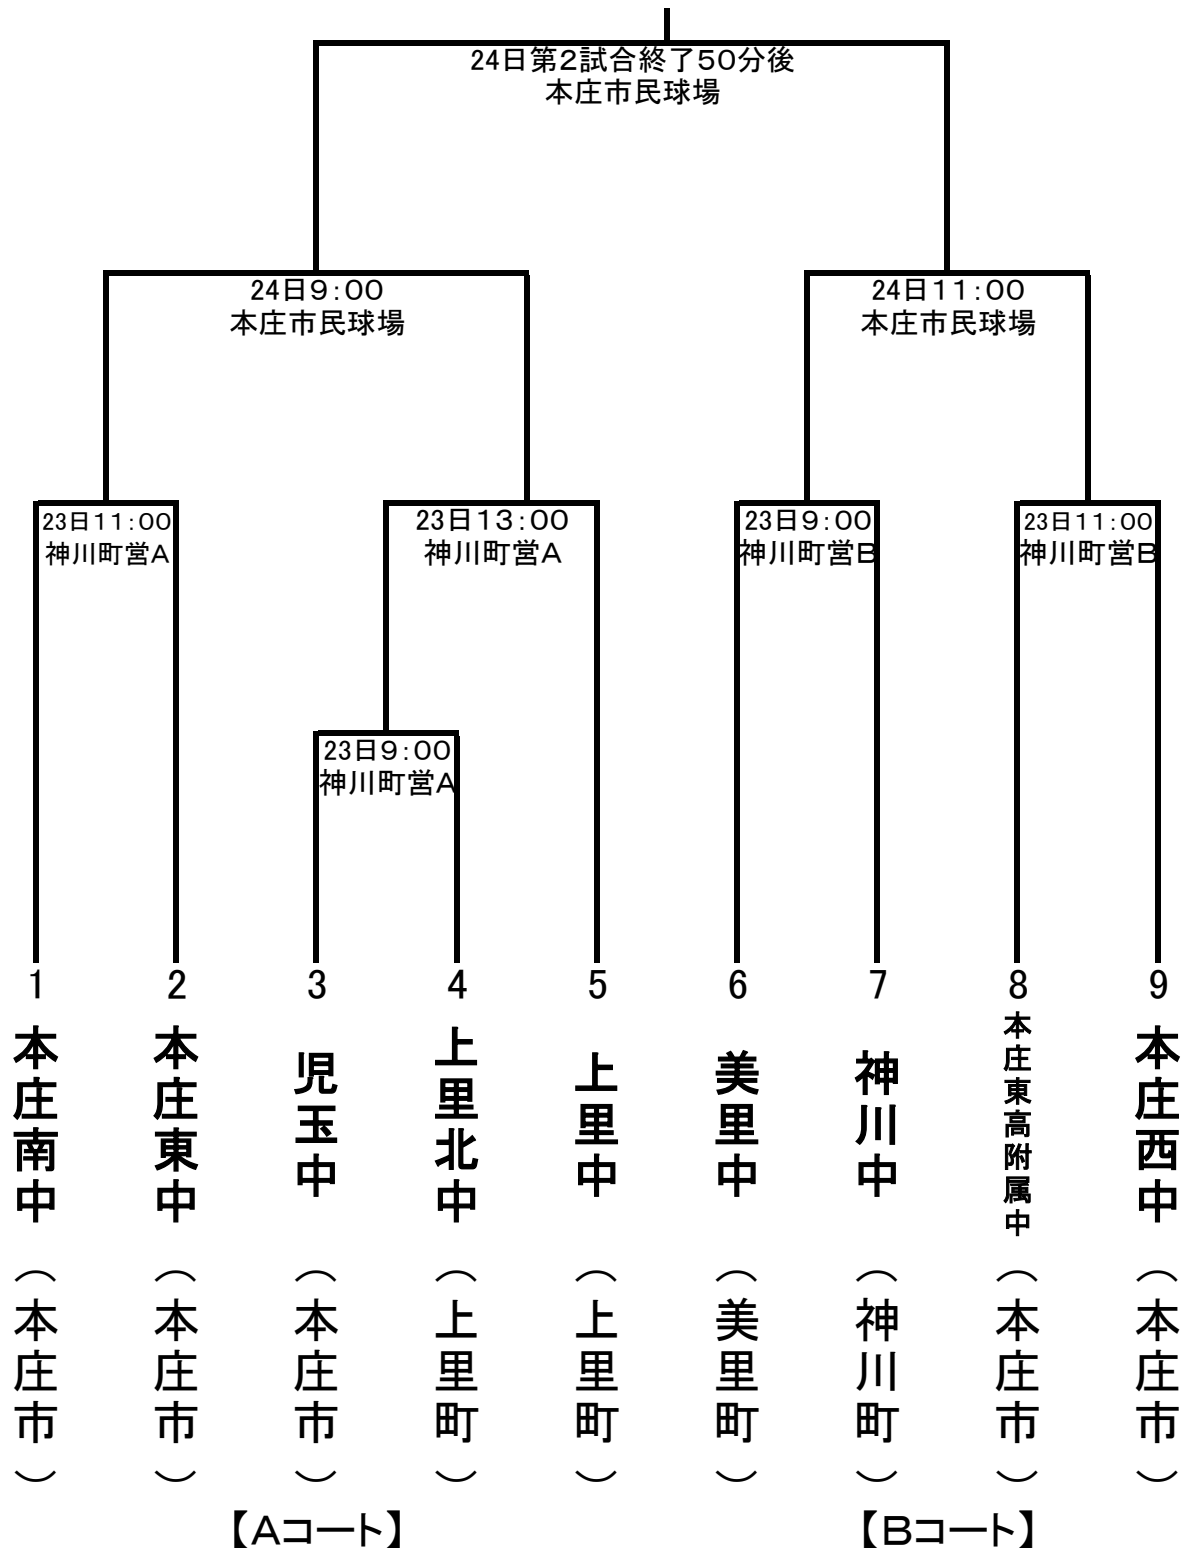 24日第2試合終了50分後
本庄市民球場
24日9:00
本庄市民球場
24日11:00
本庄市民球場
23日11:00
神川町営A
23日13:00
神川町営A
23日9:00
神川町営B
23日11:00
神川町営B
23日9:00
神川町営A
1
2
3
4
5
6
7
8
9
本庄南中(本庄市)
本庄東中(本庄市)
児玉中(本庄市)
上里北中(上里町)
上里中(上里町)
美里中(美里町)
神川中(神川町)
本庄東高附属中(本庄市)
本庄西中(本庄市)
【Aコート】
【Bコート】